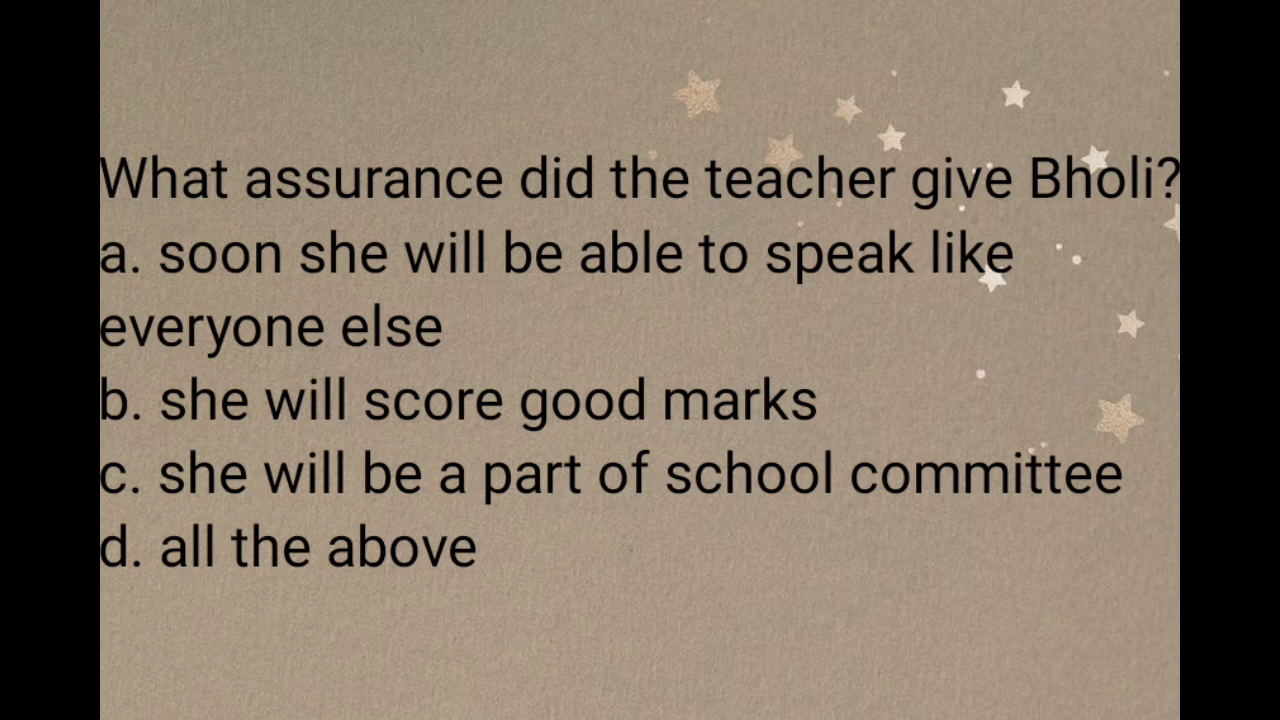 What assurance did the teacher give Bholi?
a. soon she will be able to speak like
everyone else
b. she will score good marks
c. she will be a part of school committee
d. all the above